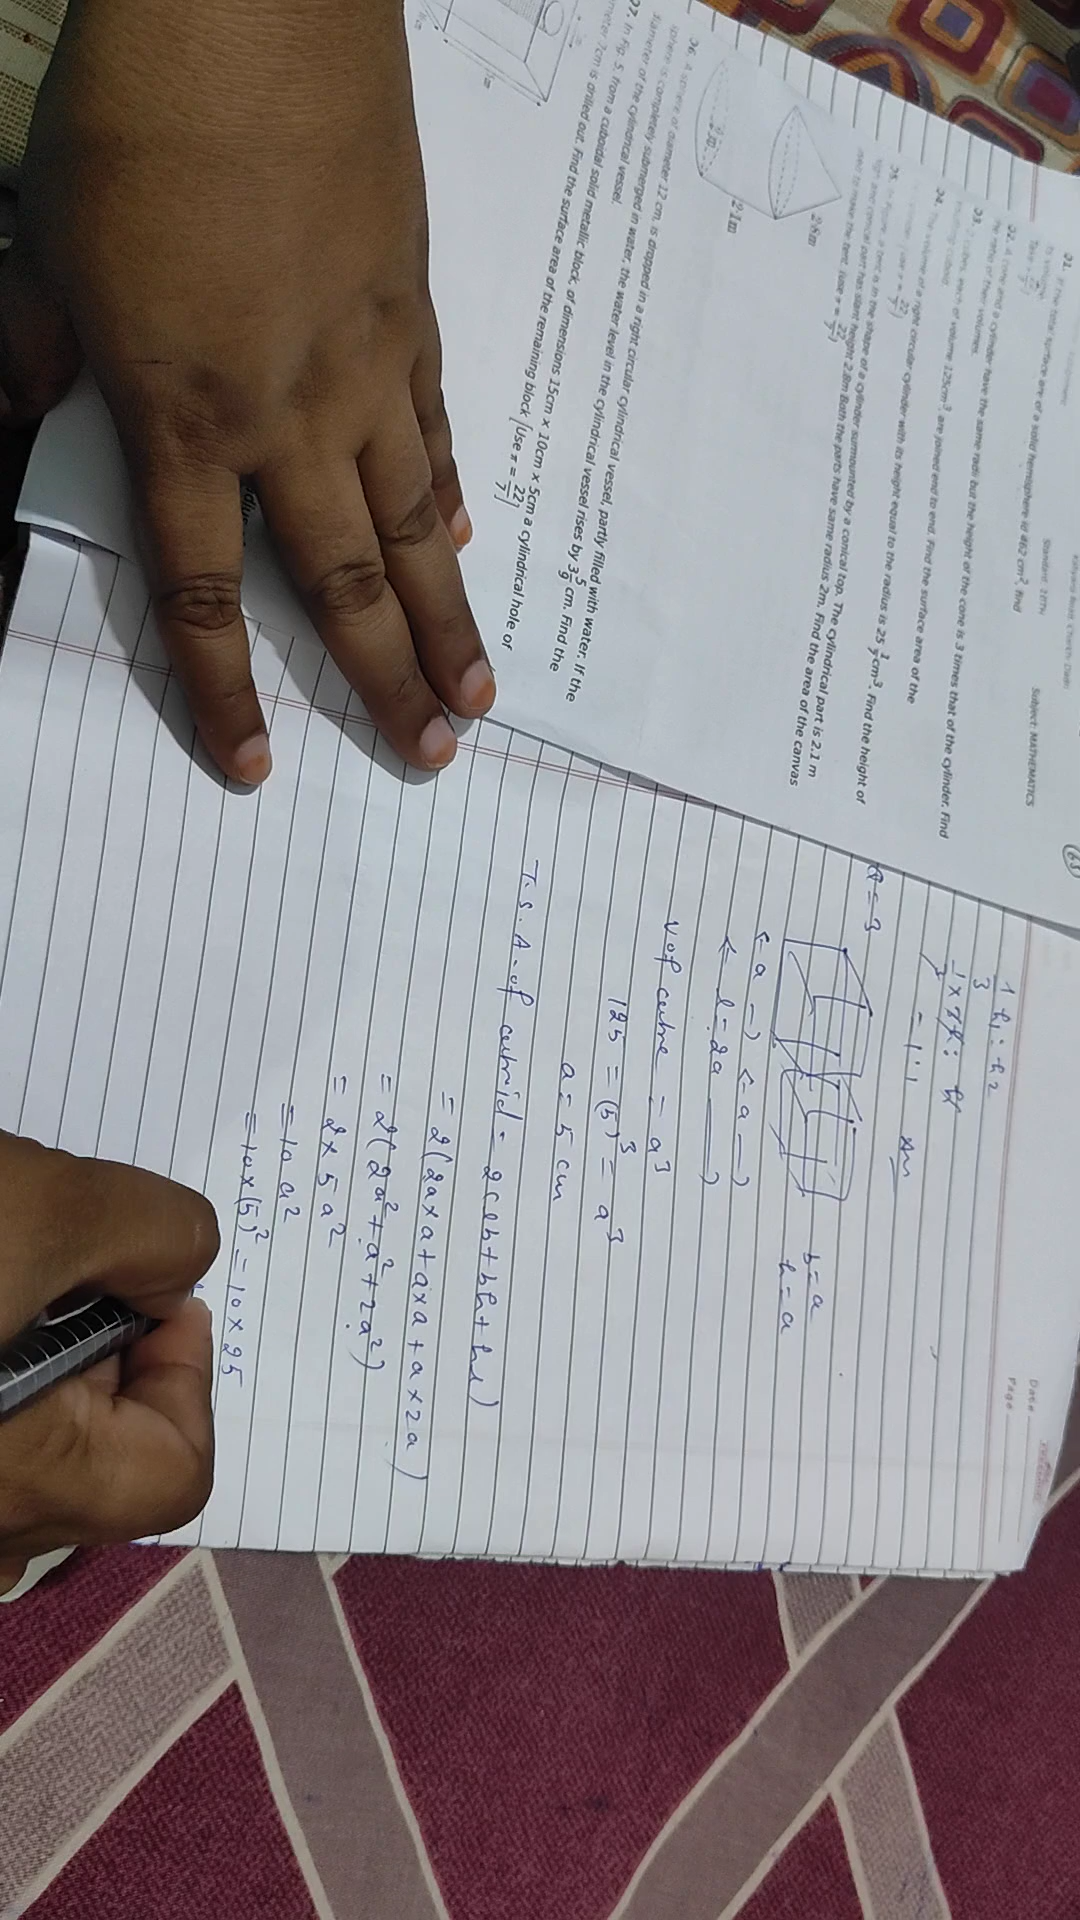 Subject: MATHEMATICS
Standard: 10TH
21. If the total surface are of a solid hemisphere is 462 cm², find
its volume.
22. A cone and a cylinder have the same radii but the height of the cone is 3 times that of the cylinder. Find
the ratio of their volumes.
23. 2 cubes, each of volume 125cm³, are joined end to end. Find the surface area of the
resulting cuboid.
24. The volume of a right circular cylinder with its height equal to the radius is 25 1/7 cm³. Find the height of
25. In figure, a tent is in the shape of a cylinder surmounted by a conical top. The cylindrical part is 2.1 m
high and conical part has slant height 2.8m Both the parts have same radius 2m. Find the area of the canvas
used to make the tent. (use π = 22/7)
2.8m
2.1m
2m
26. A sphere, of diameter 12 cm, is dropped in a right circular cylindrical vessel, partly filled with water. If the
sphere is completely submerged in water, the water level in the cylindrical vessel rises by 3 5/9 cm. Find the
diameter of the cylindrical vessel.
27. In fig. 5, from a cuboidal solid metallic block, of dimensions 15cm × 10cm × 5cm a cylindrical hole of
diameter 7cm is drilled out. Find the surface area of the remaining block [Use π = 22/7]
Date
Page
1/3 h₁ : h₂
1/3 × 3h : h
= 1:1 Ans
Q = 3
b = a
h = a
← a → ← a →
← l = 2a →
V of cube = a³
125 = (5)³ = a³
a = 5 cm
T.S.A. of cuboid = 2(lb + bh + hl)
= 2(2a×a + a×a + a×2a)
= 2(2a² + a² + 2a²)
= 2 × 5a²
= 10 a²
= 10×(5)² = 10 × 25